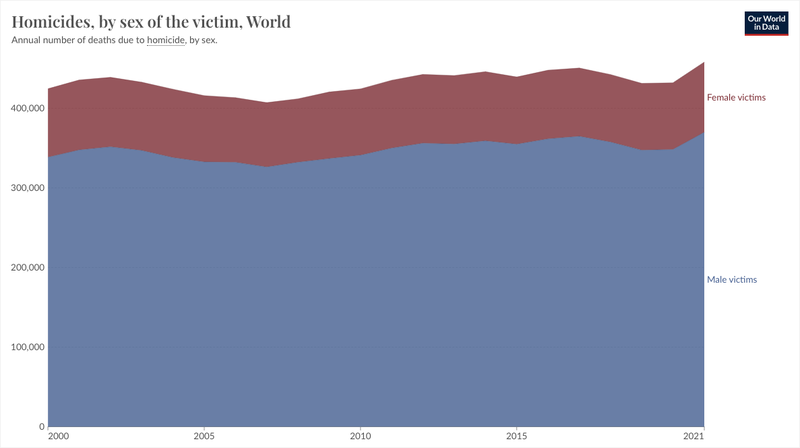 Homicides, by sex of the victim, World
Annual number of deaths due to homicide, by sex.
Our World
in Data
400,000
300,000
200,000
100,000
0
Female victims
Male victims
2000
2005
2010
2015
2021